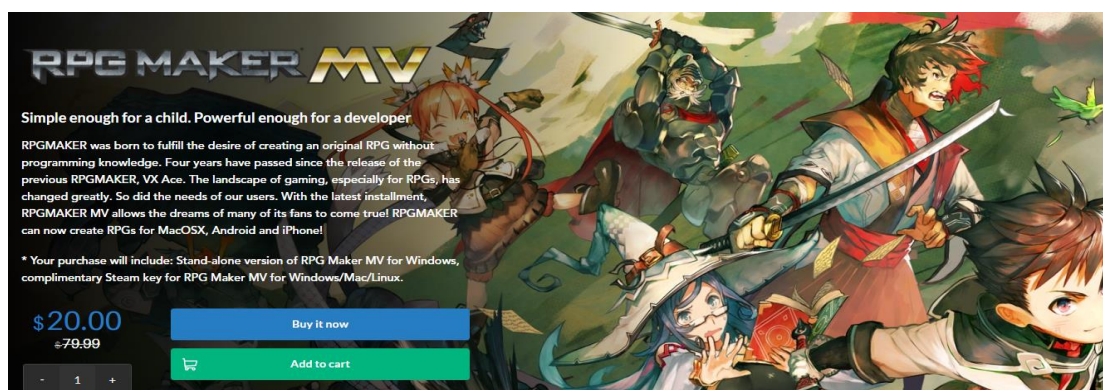 RPG MAKER MV
Simple enough for a child. Powerful enough for a developer
RPGMAKER was born to fulfill the desire of creating an original RPG without
programming knowledge. Four years have passed since the release of the
previous RPGMAKER, VX Ace. The landscape of gaming, especially for RPGs, has
changed greatly. So did the needs of our users. With the latest installment,
RPGMAKER MV allows the dreams of many of its fans to come true! RPGMAKER
can now create RPGs for MacOSX, Android and iPhone!
* Your purchase will include: Stand-alone version of RPG Maker MV for Windows,
complimentary Steam key for RPG Maker MV for Windows/Mac/Linux.
$20.00
$79.99
Buy it now
- 1 +
Add to cart